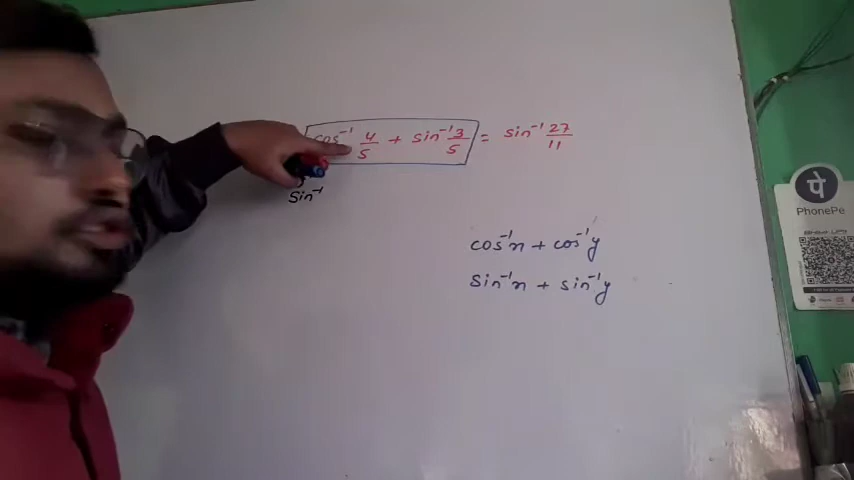 cos⁻¹ 4/5 + sin⁻¹ 3/5 = sin⁻¹ 27/11
sin⁻¹
cos⁻¹x + cos⁻¹y
sin⁻¹x + sin⁻¹y
PhonePe